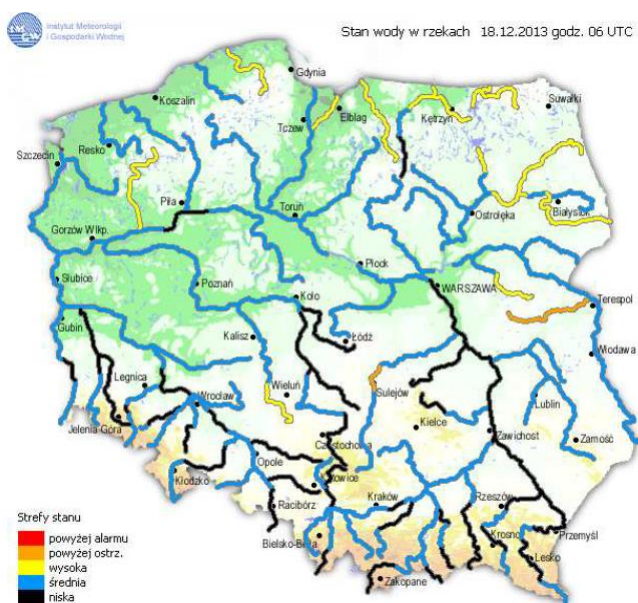 Instytut Meteorologii
i Gospodarki Wodnej
Stan wody w rzekach 18.12.2013 godz. 06 UTC
Gdynia
Suwałki
Koszalin
Kętrzyn
Elbląg
Tczew
Resko
Szczecin
Piła
Toruń
Białystok
Ostrołęka
Gorzów Wlkp.
Płock
Słubice
Poznań
Koło
WARSZAWA
Terespol
Gubin
Kalisz
Łódź
Włodawa
Legnica
Wieluń
Sulejów
Wrocław
Lublin
Jelenia Góra
Kielce
Zawichost
Zamość
Częstochowa
Opole
Kłodzko
Katowice
Racibórz
Kraków
Rzeszów
Strefy stanu
Przemyśl
powyżej alarmu
Bielsko-Biała
Krosno
powyżej ostrz.
Lesko
wysoka
Zakopane
średnia
niska